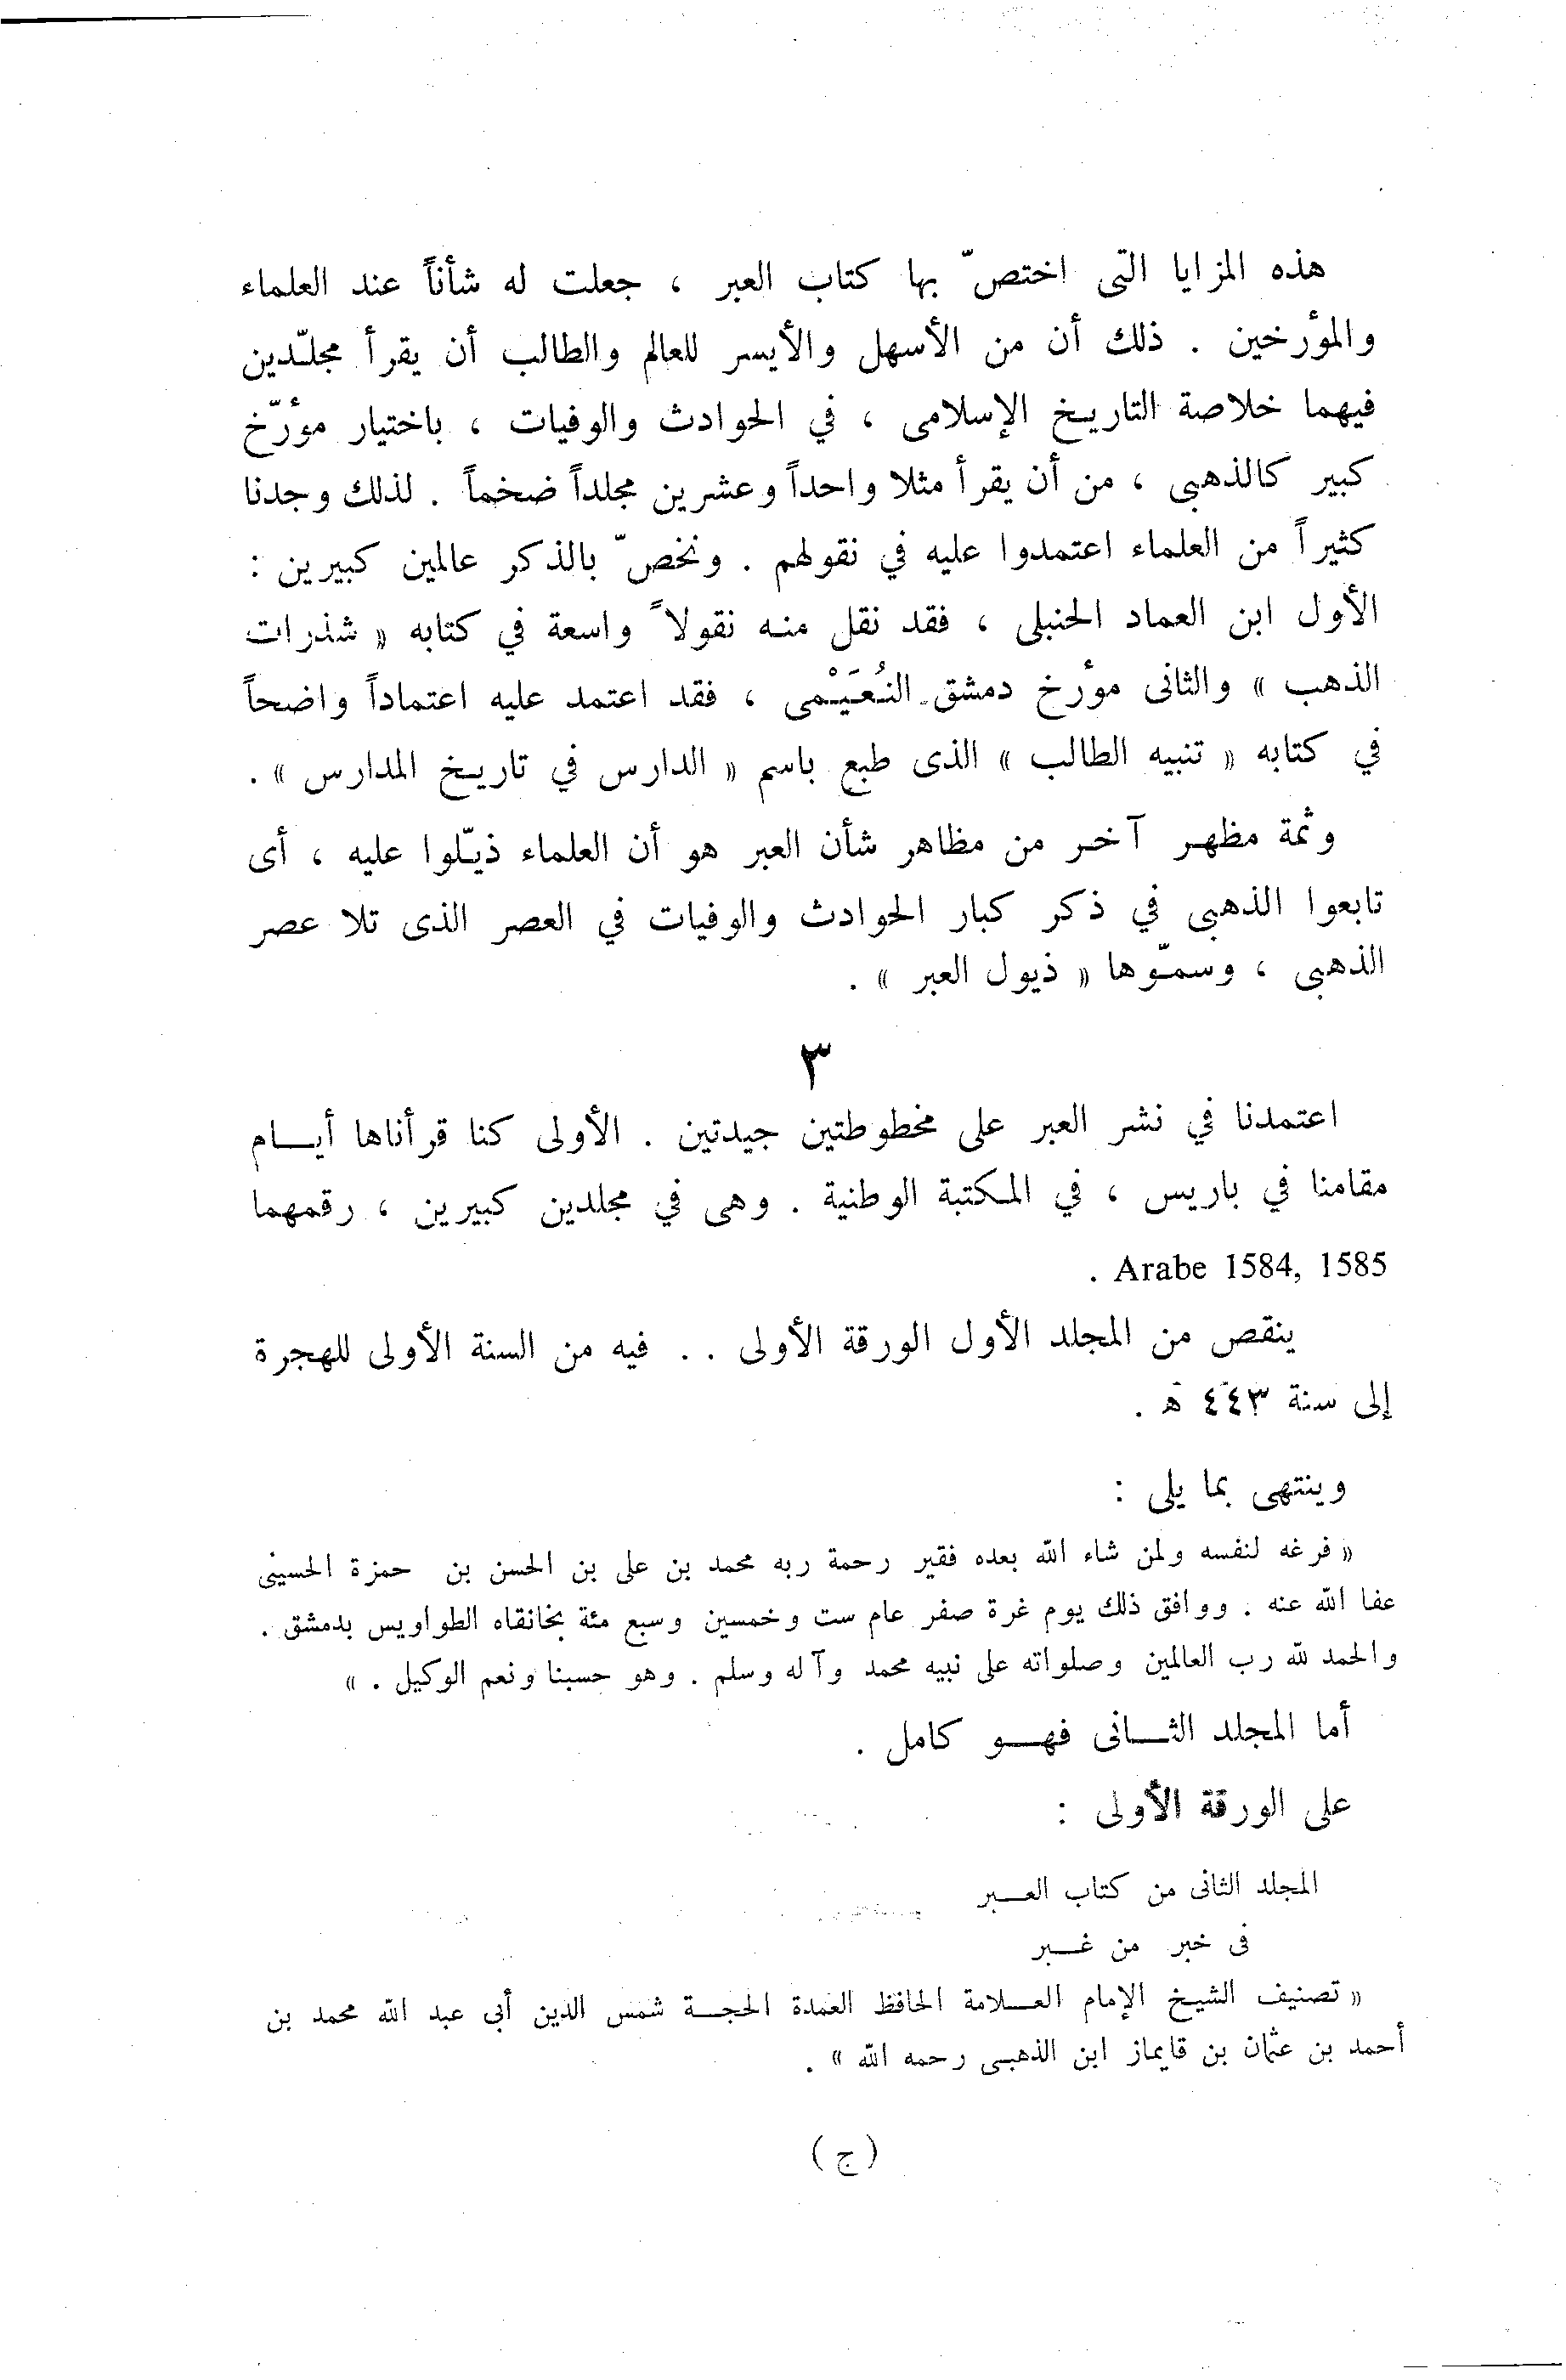 هذه المزايا التى اختصّ بها كتاب العبر ، جعلت له شأناً عند العلماء
والمؤرخين . ذلك أن من الأسهل والأيسر للعالم والطالب أن يقرأ مجلّدين
فيهما خلاصة التاريخ الإسلامى ، في الحوادث والوفيات ، باختيار مؤرّخ
كبير كالذهبى ، من أن يقرأ مثلا واحداً وعشرين مجلداً ضخماً . لذلك وجدنا
كثيراً من العلماء اعتمدوا عليه في نقولهم . ونخصّ بالذكر عالمين كبيرين :
الأول ابن العماد الحنبلى ، فقد نقل منه نقولاً واسعة في كتابه « شذرات
الذهب » والثانى مؤرخ دمشق النُعَيْمى ، فقد اعتمد عليه اعتماداً واضحاً
في كتابه « تنبيه الطالب » الذى طبع باسم « الدارس في تاريخ المدارس » .
وثمة مظهر آخر من مظاهر شأن العبر هو أن العلماء ذيّلوا عليه ، أى
تابعوا الذهبى في ذكر كبار الحوادث والوفيات في العصر الذى تلا عصر
الذهبى ، وسمّوها « ذيول العبر » .
٣
اعتمدنا في نشر العبر على مخطوطتين جيدتين . الأولى كنا قرأناها أيام
مقامنا في باريس ، في المكتبة الوطنية . وهى في مجلدين كبيرين ، رقمهما
Arabe 1584, 1585 .
ينقص من المجلد الأول الورقة الأولى . . فيه من السنة الأولى للهجرة
إلى سنة ٤٤٣ ه .
وينتهى بما يلى :
« فرغه لنفسه ولمن شاء الله بعده فقير رحمة ربه محمد بن على بن الحسن بن حمزة الحسينى
عفا الله عنه . ووافق ذلك يوم غرة صفر عام ست وخمسين وسبع مئة بخانقاه الطواويس بدمشق .
والحمد لله رب العالمين وصلواته على نبيه محمد وآله وسلم . وهو حسبنا ونعم الوكيل . »
أما المجلد الثانى فهو كامل .
على الورقة الأولى :
المجلد الثانى من كتاب العبر
فى خبر من غبر
« تصنيف الشيخ الإمام العلامة الحافظ العمدة الحجة شمس الدين أبى عبد الله محمد بن
أحمد بن عثمان بن قايماز ابن الذهبى رحمه الله » .
( ج )